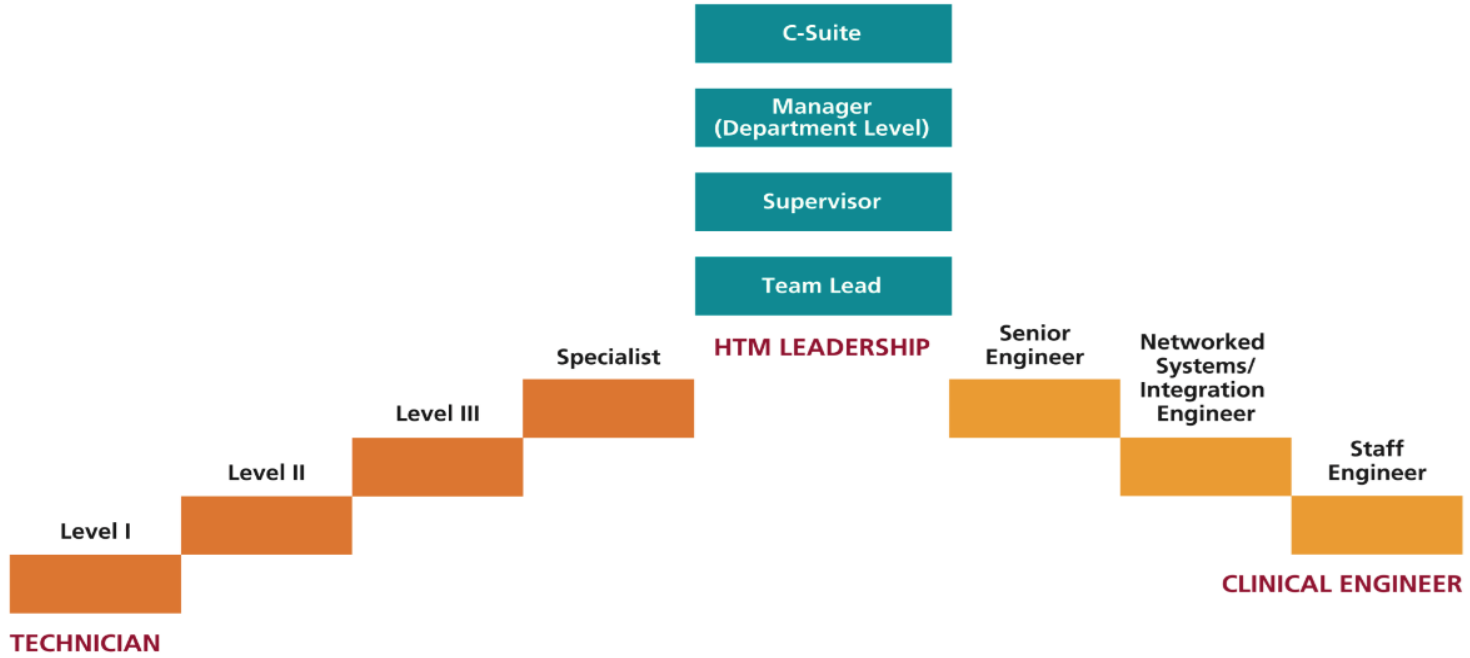 C-Suite
Manager
(Department Level)
Supervisor
Team Lead
HTM LEADERSHIP
Specialist
Level III
Level II
Level I
TECHNICIAN
Senior
Engineer
Networked
Systems/
Integration
Engineer
Staff
Engineer
CLINICAL ENGINEER